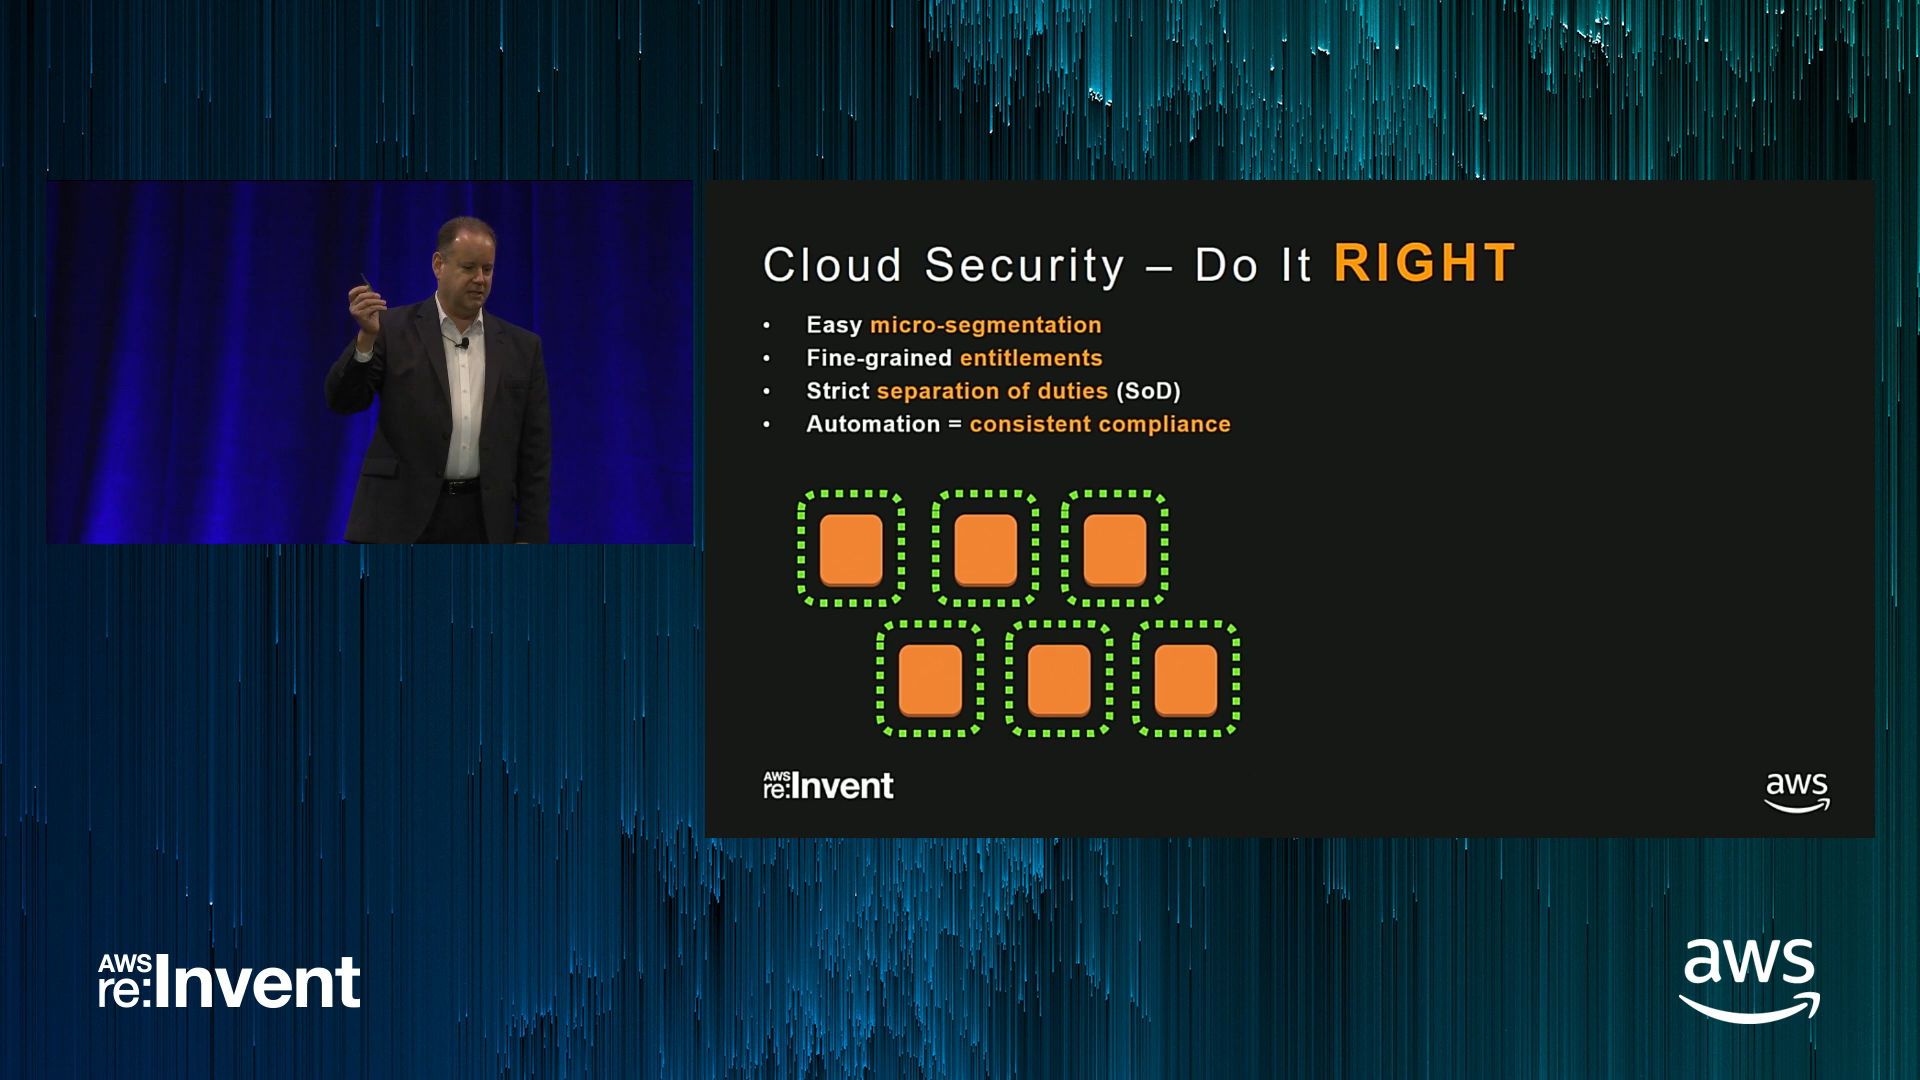 Cloud Security – Do It RIGHT
• Easy micro-segmentation
• Fine-grained entitlements
• Strict separation of duties (SoD)
• Automation = consistent compliance
AWS
re:Invent
aws
AWS
re:Invent
aws